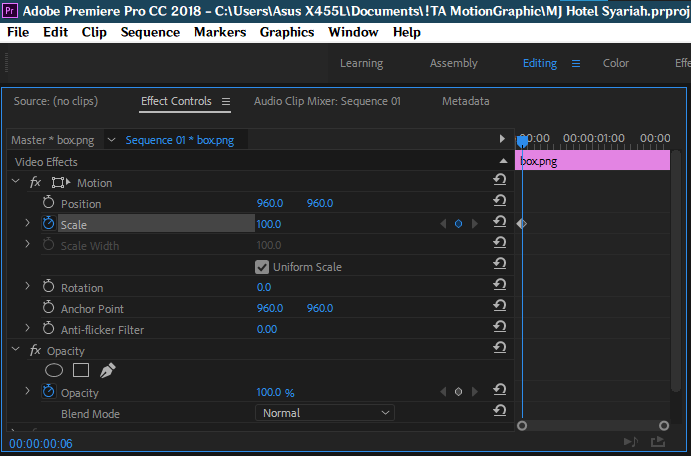 Pr Adobe Premiere Pro CC 2018 - C:\Users\Asus X455L\Documents\!TA MotionGraphic\MJ Hotel Syariah.prproj
File Edit Clip Sequence Markers Graphics Window Help
Learning Assembly Editing Color Effe
Source: (no clips) Effect Controls Audio Clip Mixer: Sequence 01 Metadata
Master * box.png Sequence 01 * box.png 00:00 00:00:01:00 00:00
Video Effects box.png
fx Motion
Position 960.0 960.0
Scale 100.0
Scale Width 100.0
Uniform Scale
Rotation 0.0
Anchor Point 960.0 960.0
Anti-flicker Filter 0.00
fx Opacity
Opacity 100.0 %
Blend Mode Normal
00:00:00:06